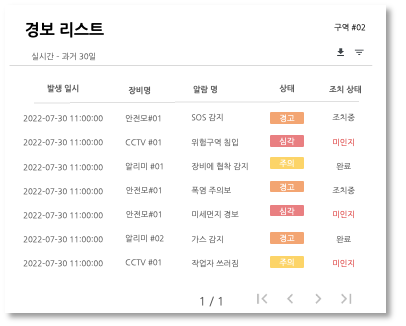 경보 리스트
구역 #02
실시간 - 과거 30일
발생 일시 장비명 알람 명 상태 조치 상태
2022-07-30 11:00:00 안전모#01 SOS 감지 경고 조치중
2022-07-30 11:00:00 CCTV #01 위험구역 침입 심각 미인지
2022-07-30 11:00:00 알리미 #01 장비에 협착 감지 주의 완료
2022-07-30 11:00:00 안전모#01 폭염 주의보 경고 조치중
2022-07-30 11:00:00 안전모#01 미세먼지 경보 심각 미인지
2022-07-30 11:00:00 알리미 #02 가스 감지 경고 완료
2022-07-30 11:00:00 CCTV #01 작업자 쓰러짐 주의 미인지
1 / 1